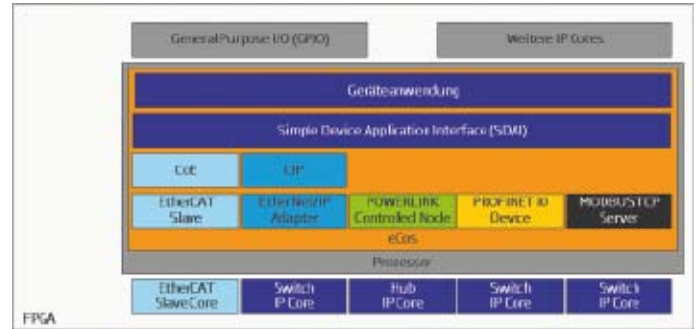 General Purpose I/O (GPIO)
Weitere IP Cores
Geräteanwendung
Simple Device Application Interface (SDAI)
CoE
CIP
EtherCAT
Slave
EtherNet/IP
Adapter
POWERLINK
Controlled Node
PROFINET IO
Device
MODBUS TCP
Server
eCos
Prozessor
EtherCAT
Slave Core
Switch
IP Core
Hub
IP Core
Switch
IP Core
Switch
IP Core
FPGA